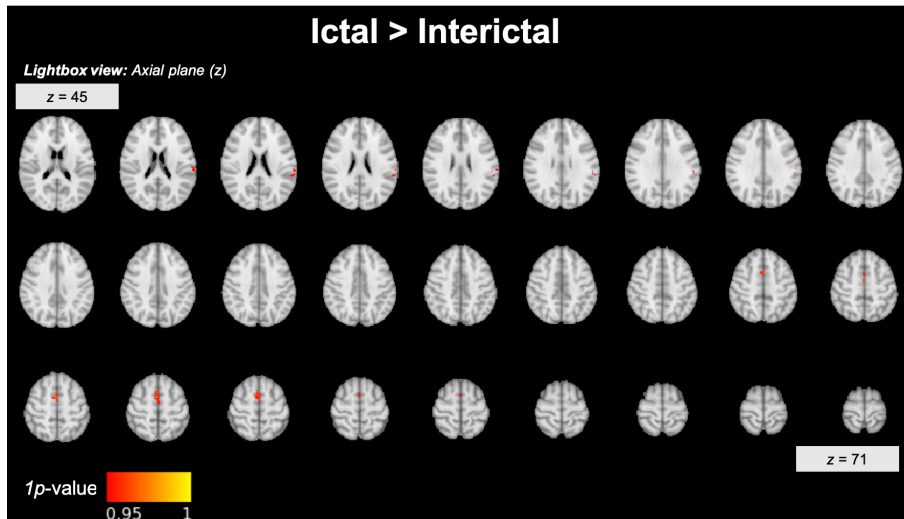 Ictal > Interictal
Lightbox view: Axial plane (z)
z = 45
z = 71
1p-value
0.95 1